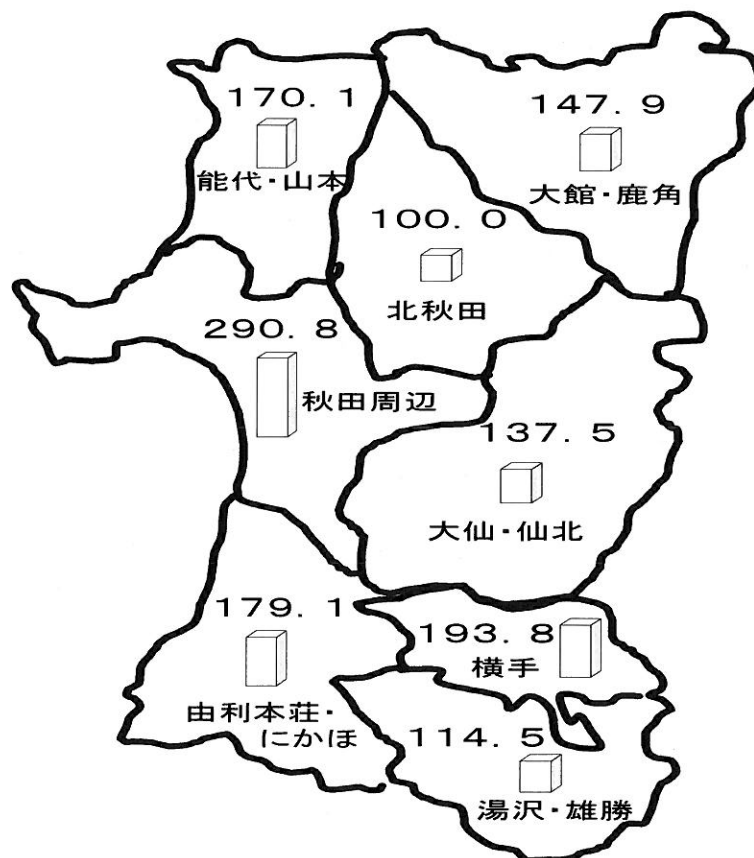 170.1
能代・山本
147.9
大館・鹿角
100.0
北秋田
290.8
秋田周辺
137.5
大仙・仙北
179.1
由利本荘・
にかほ
193.8
横手
114.5
湯沢・雄勝